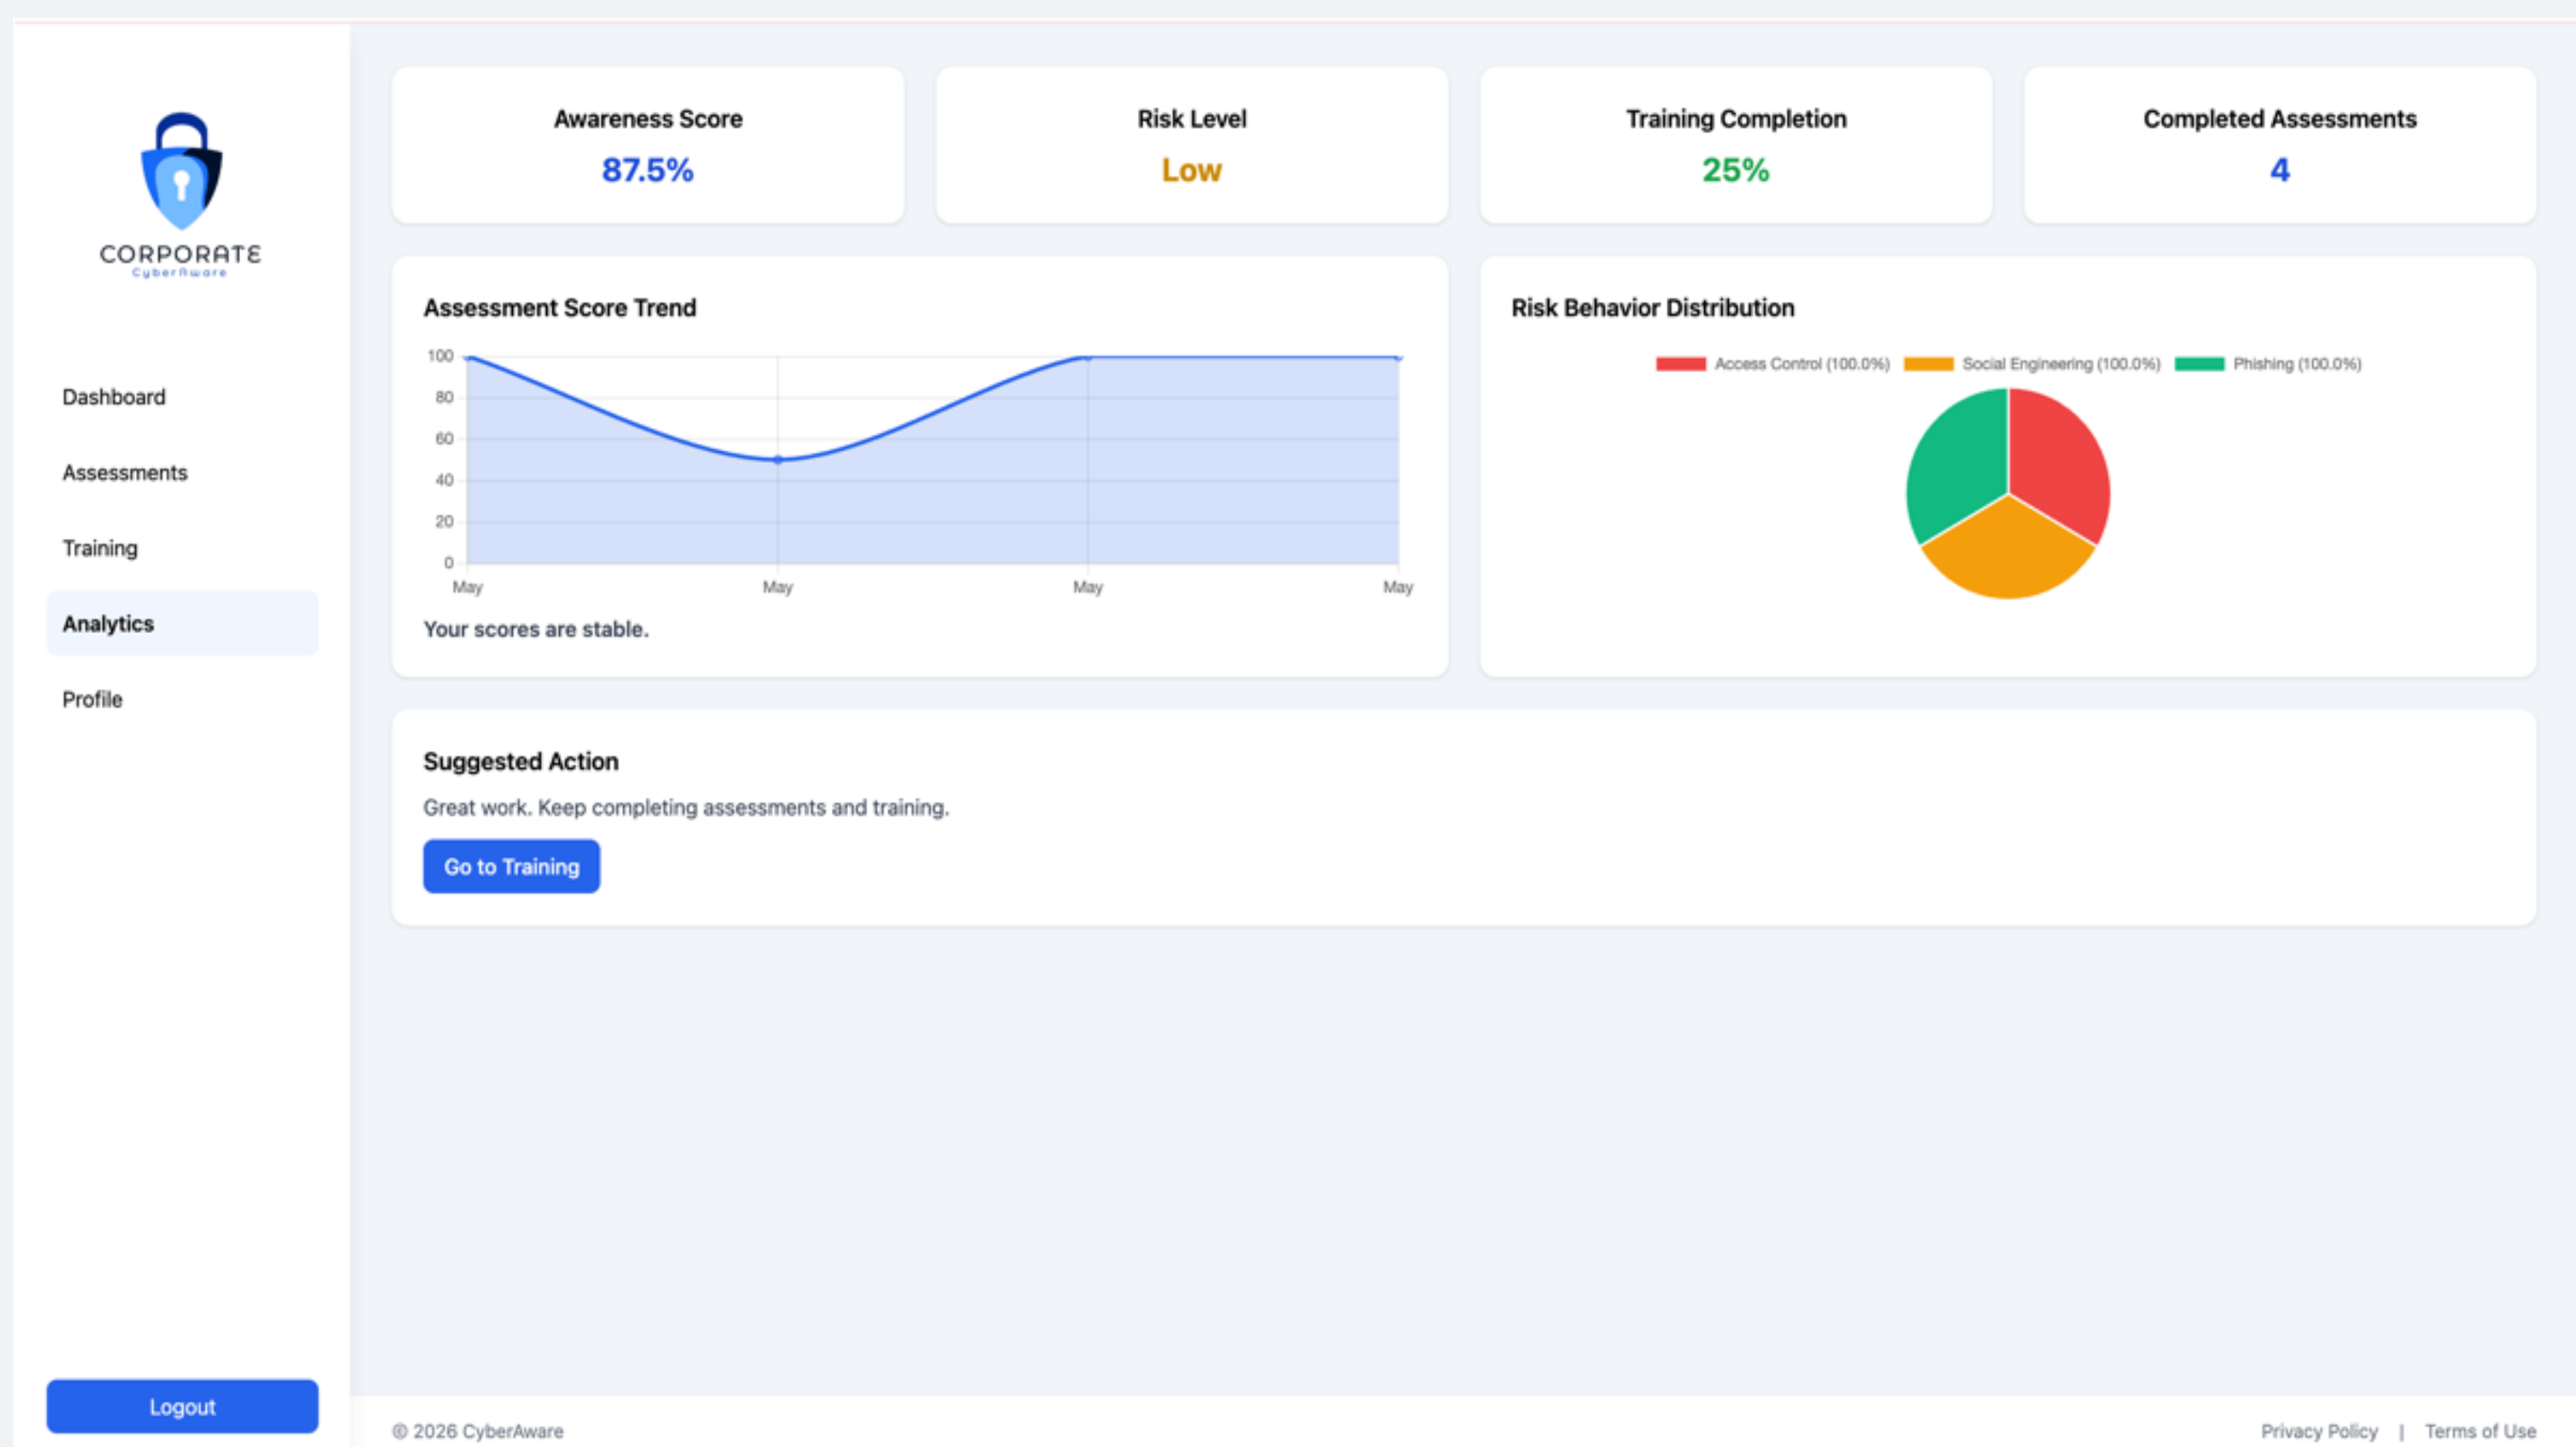 CORPORATE
CyberAware
Dashboard
Assessments
Training
Analytics
Profile
Logout
Awareness Score
87.5%
Risk Level
Low
Training Completion
25%
Completed Assessments
4
Assessment Score Trend
100
80
60
40
20
0
May May May May
Your scores are stable.
Risk Behavior Distribution
Access Control (100.0%) Social Engineering (100.0%) Phishing (100.0%)
Suggested Action
Great work. Keep completing assessments and training.
Go to Training
© 2026 CyberAware
Privacy Policy | Terms of Use